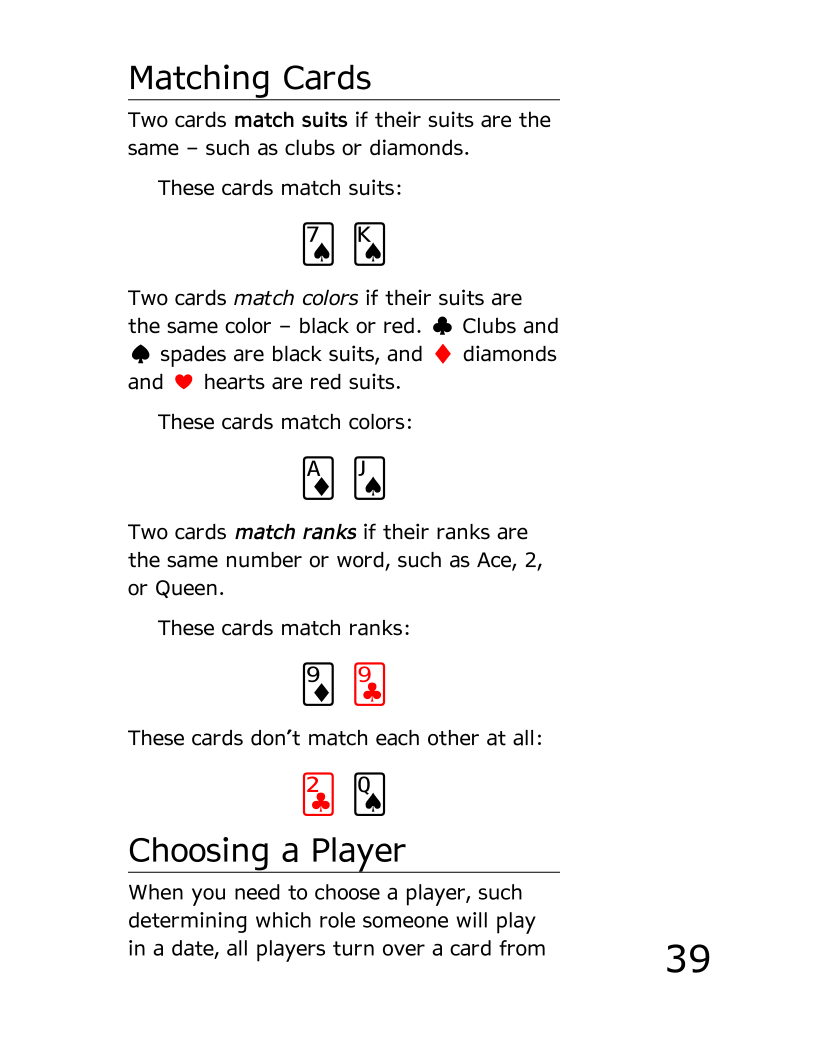 Matching Cards
Two cards match suits if their suits are the
same – such as clubs or diamonds.
These cards match suits:
7♠ K♠
Two cards match colors if their suits are
the same color – black or red. ♣ Clubs and
♠ spades are black suits, and ♦ diamonds
and ♥ hearts are red suits.
These cards match colors:
A♦ J♠
Two cards match ranks if their ranks are
the same number or word, such as Ace, 2,
or Queen.
These cards match ranks:
9♦ 9♣
These cards don’t match each other at all:
2♣ Q♠
Choosing a Player
When you need to choose a player, such
determining which role someone will play
in a date, all players turn over a card from
39